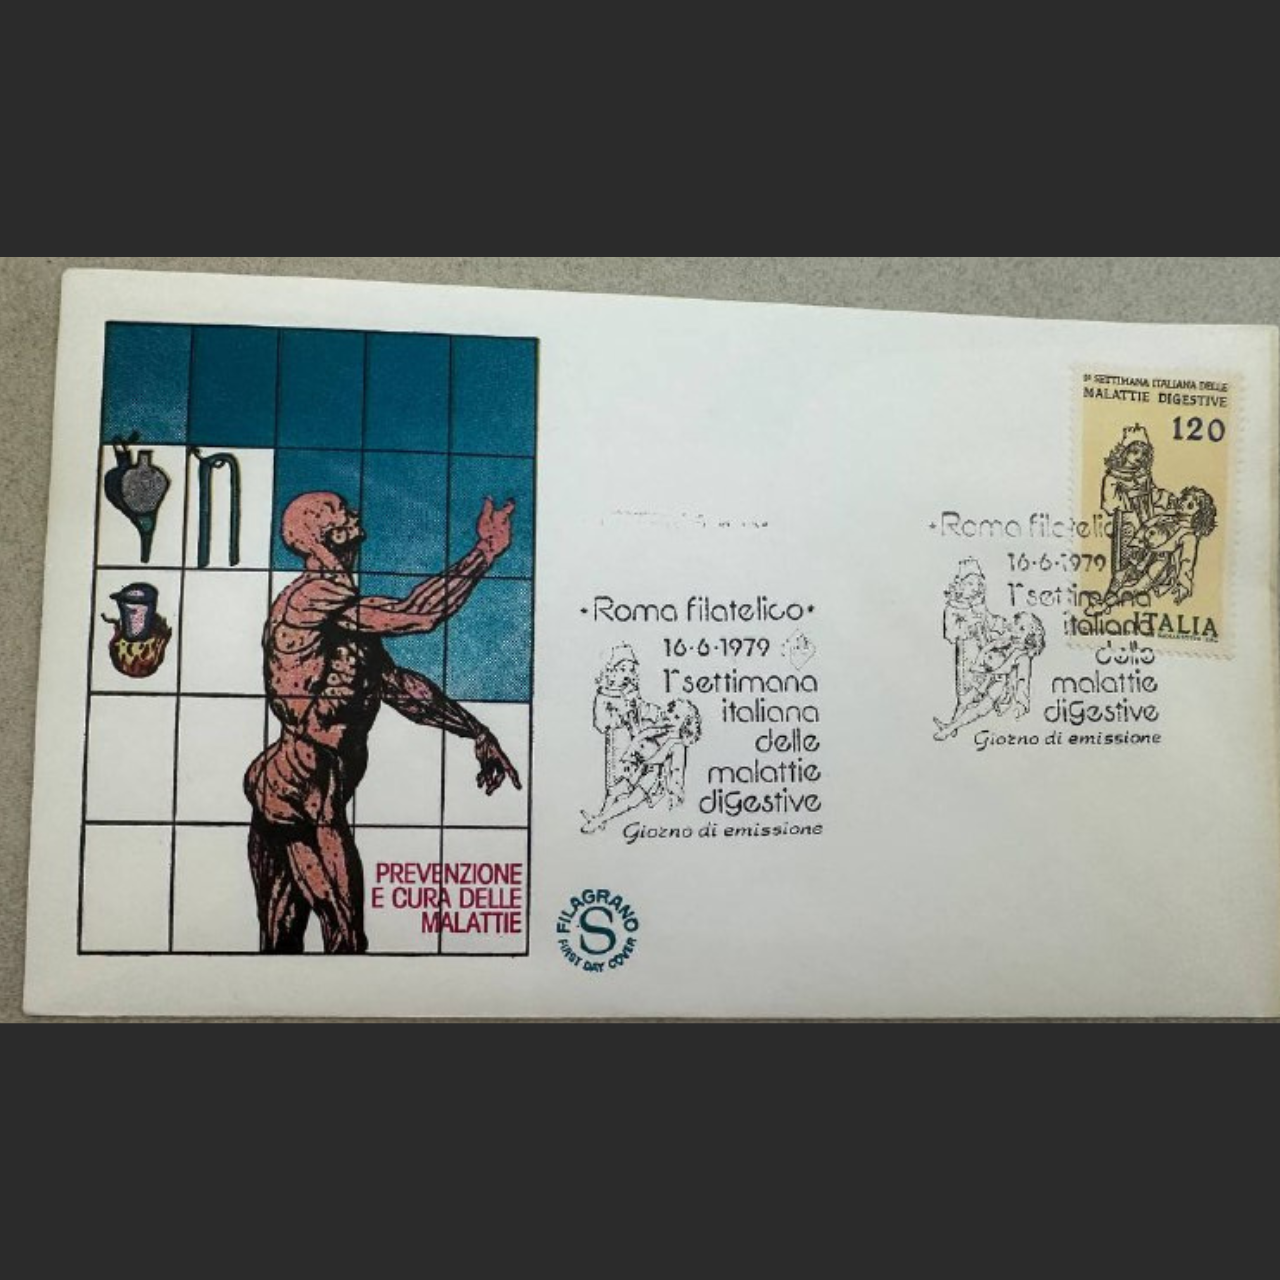 1ª SETTIMANA ITALIANA DELLE
MALATTIE DIGESTIVE
120
ITALIA
•Roma filatelico
16·6·1979
1ª settimana
italiana
delle
malattie
diGestive
Giorno di emissione
•Roma filatelico•
16·6·1979
1ª settimana
italiana
delle
malattie
diGestive
Giorno di emissione
PREVENZIONE
E CURA DELLE
MALATTIE
FILAGRANO
S
FIRST DAY COVER